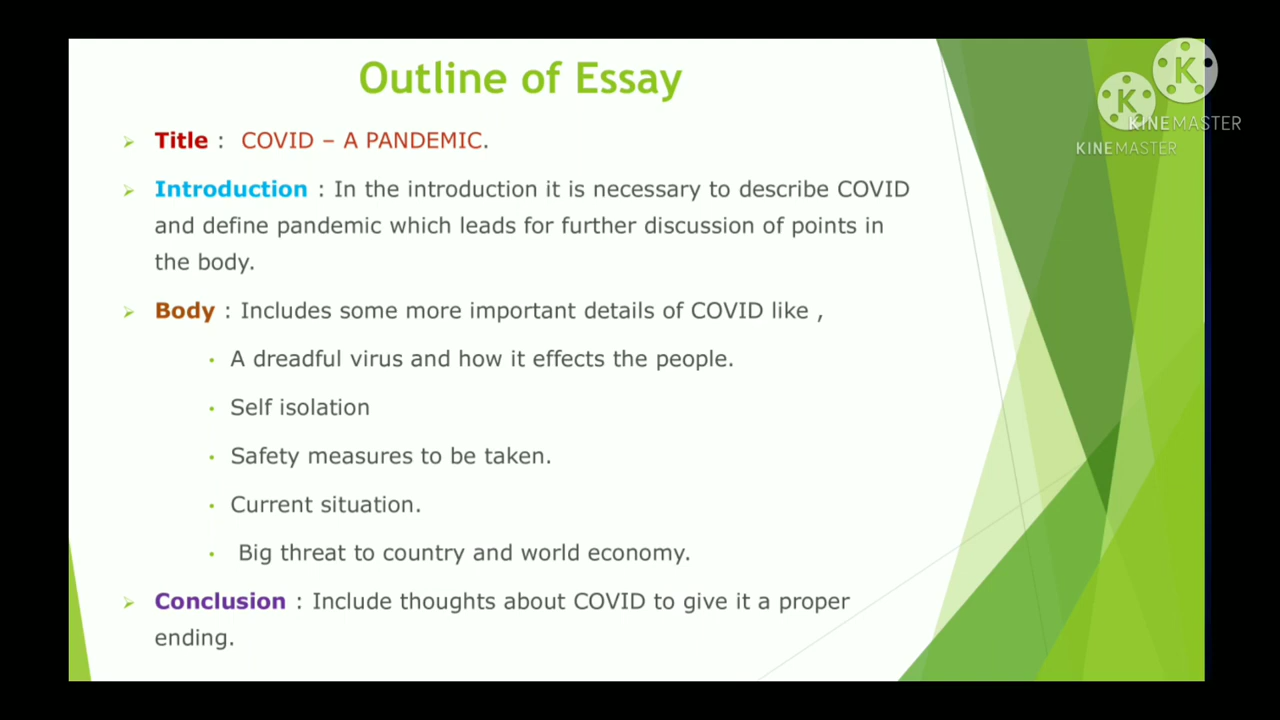 Outline of Essay
Title : COVID – A PANDEMIC.
Introduction : In the introduction it is necessary to describe COVID
and define pandemic which leads for further discussion of points in
the body.
Body : Includes some more important details of COVID like ,
• A dreadful virus and how it effects the people.
• Self isolation
• Safety measures to be taken.
• Current situation.
• Big threat to country and world economy.
Conclusion : Include thoughts about COVID to give it a proper
ending.
K
KINEMASTER
K
KINEMASTER